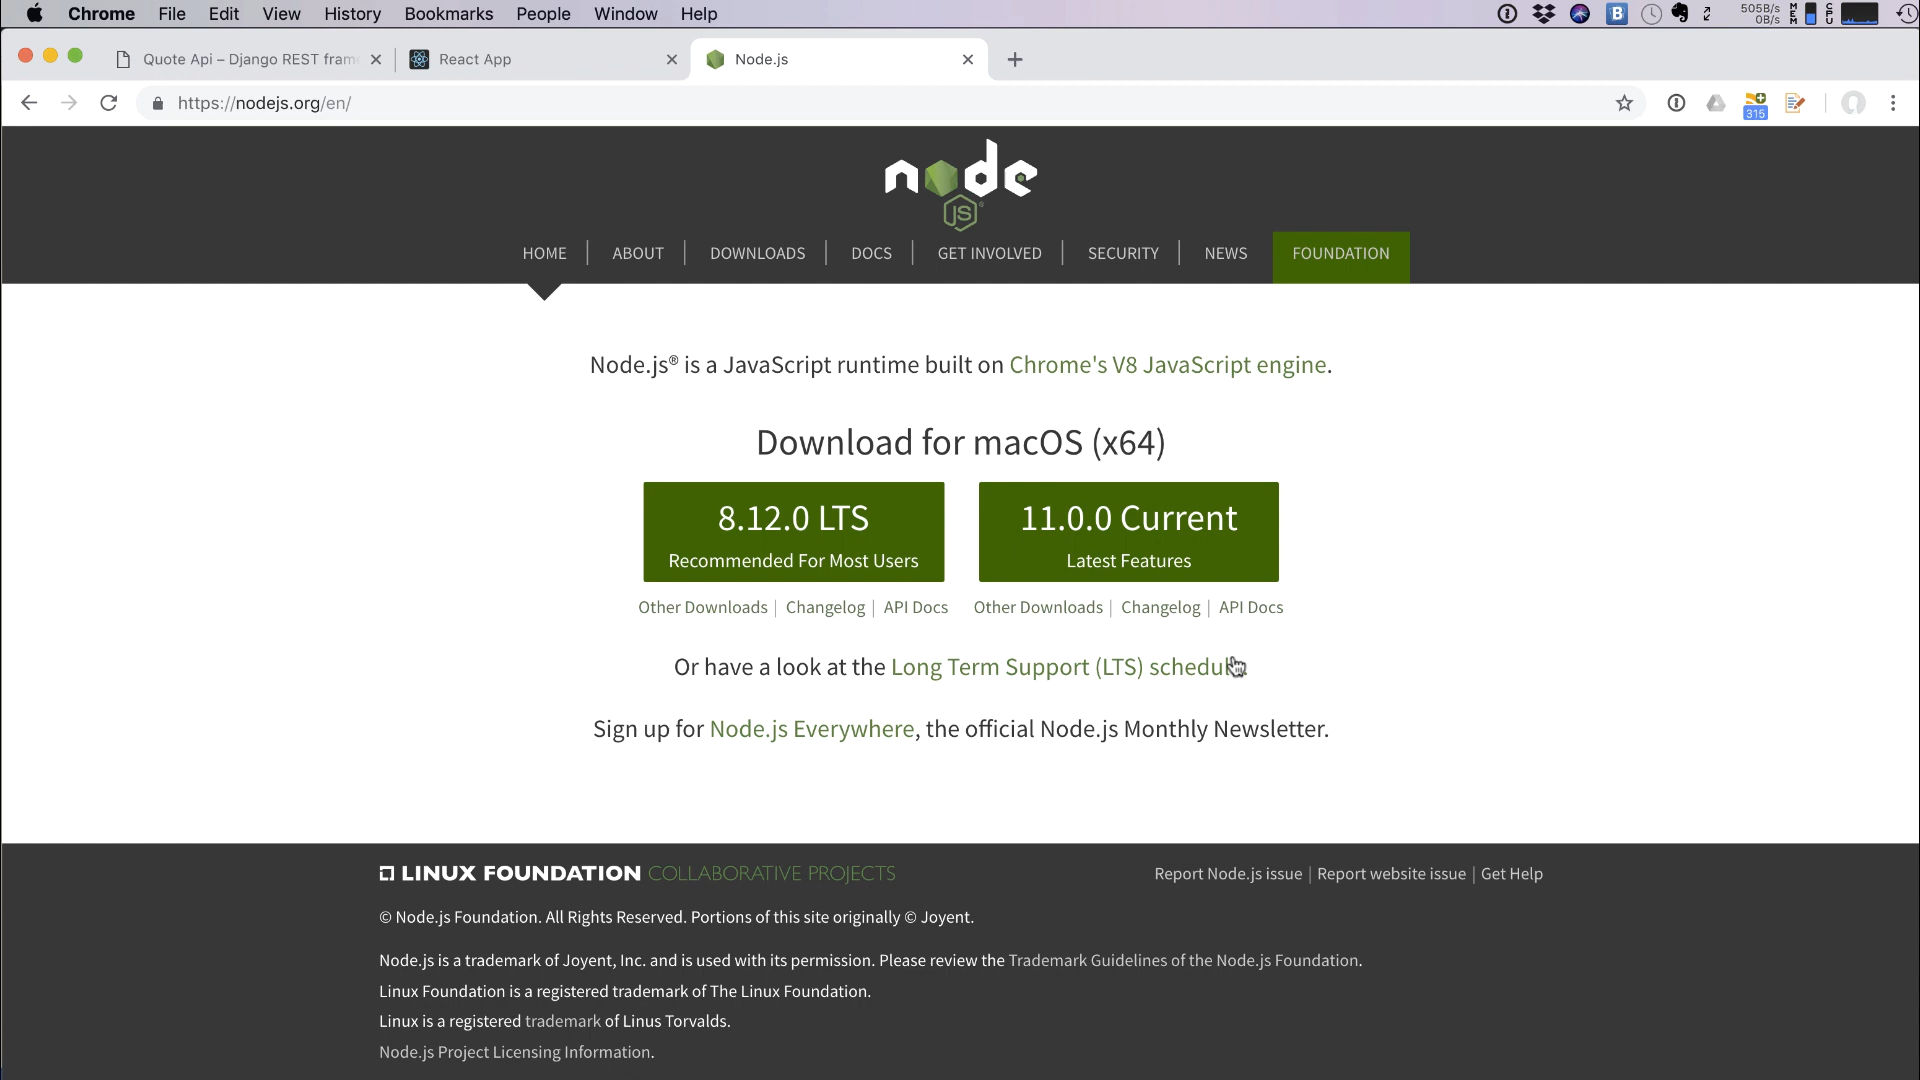 Chrome File Edit View History Bookmarks People Window Help
505B/s
0B/s
MEM
CPU
Quote Api – Django REST fram
React App
Node.js
https://nodejs.org/en/
315
node
JS
HOME ABOUT DOWNLOADS DOCS GET INVOLVED SECURITY NEWS FOUNDATION
Node.js® is a JavaScript runtime built on Chrome's V8 JavaScript engine.
Download for macOS (x64)
8.12.0 LTS
Recommended For Most Users
11.0.0 Current
Latest Features
Other Downloads | Changelog | API Docs
Other Downloads | Changelog | API Docs
Or have a look at the Long Term Support (LTS) schedul
Sign up for Node.js Everywhere, the official Node.js Monthly Newsletter.
LINUX FOUNDATION COLLABORATIVE PROJECTS
Report Node.js issue | Report website issue | Get Help
© Node.js Foundation. All Rights Reserved. Portions of this site originally © Joyent.
Node.js is a trademark of Joyent, Inc. and is used with its permission. Please review the Trademark Guidelines of the Node.js Foundation.
Linux Foundation is a registered trademark of The Linux Foundation.
Linux is a registered trademark of Linus Torvalds.
Node.js Project Licensing Information.